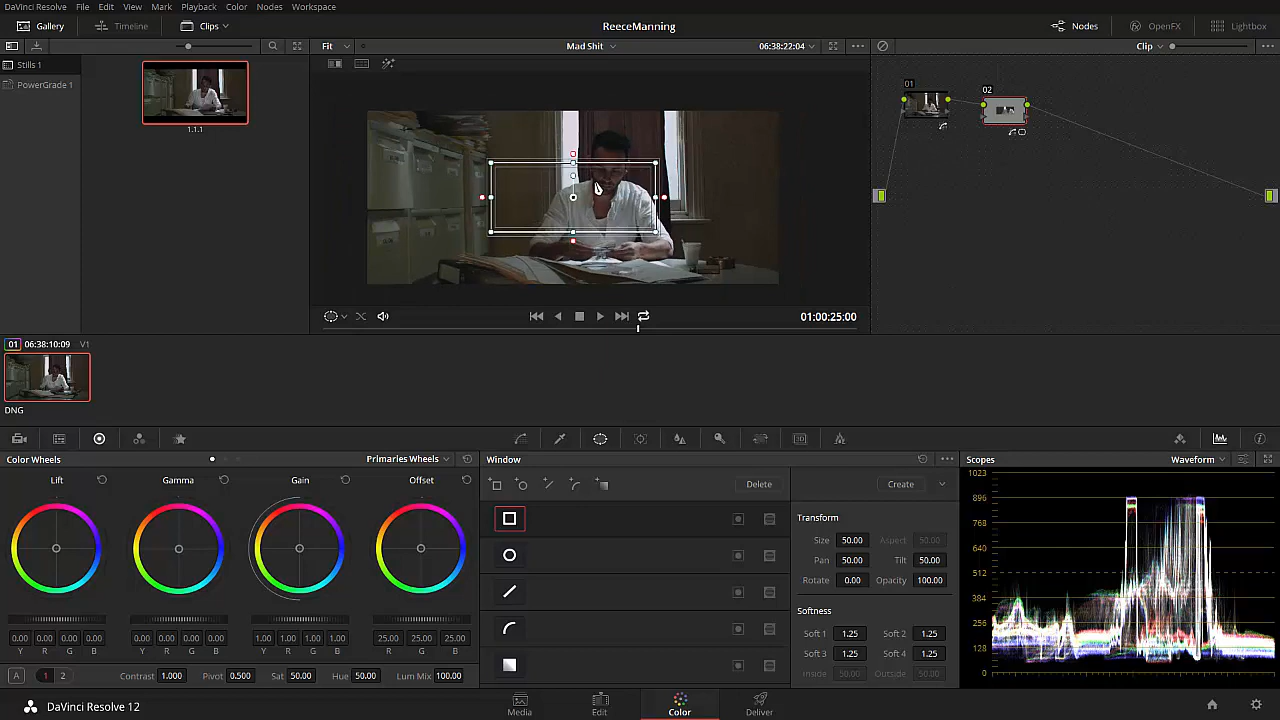 DaVinci Resolve File Edit View Mark Playback Color Nodes Workspace
Gallery Timeline Clips ReeceManning Nodes OpenFX Lightbox
Fit Mad Shit 06:38:22:04 Clip
Stills 1
PowerGrade 1
1.1.1
01
02
01:00:25:00
01 06:38:10:09 V1
DNG
Color Wheels Primaries Wheels Window Scopes Waveform
Lift Gamma Gain Offset
Delete Create
Transform
Size 50.00 Aspect 50.00
Pan 50.00 Tilt 50.00
Rotate 0.00 Opacity 100.00
Softness
Soft 1 1.25 Soft 2 1.25
Soft 3 1.25 Soft 4 1.25
Inside 50.00 Outside 50.00
1023
896
768
640
512
384
256
128
0
0.00 0.00 0.00 0.00 0.00 0.00 0.00 0.00 1.00 1.00 1.00 1.00 25.00 25.00 25.00
Y R G B Y R G B Y R G B R G B
A 1 2 Contrast 1.000 Pivot 0.500 Sat 50.00 Hue 50.00 Lum Mix 100.00
DaVinci Resolve 12 Media Edit Color Deliver